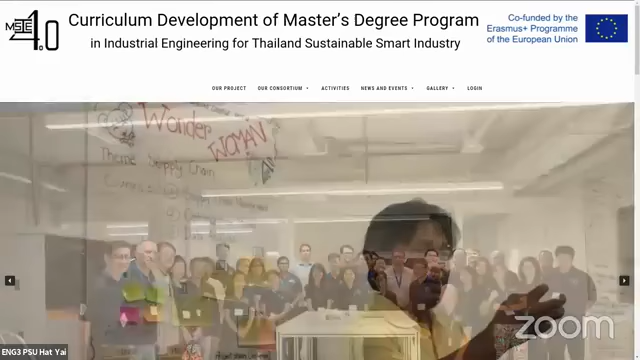 MSIE 4.0
Curriculum Development of Master's Degree Program
in Industrial Engineering for Thailand Sustainable Smart Industry
Co-funded by the
Erasmus+ Programme
of the European Union
OUR PROJECT OUR CONSORTIUM ACTIVITIES NEWS AND EVENTS GALLERY LOGIN
Wonder
WOMAN
Theme Supply Chain
zoom
ENG3 PSU Hat Yai